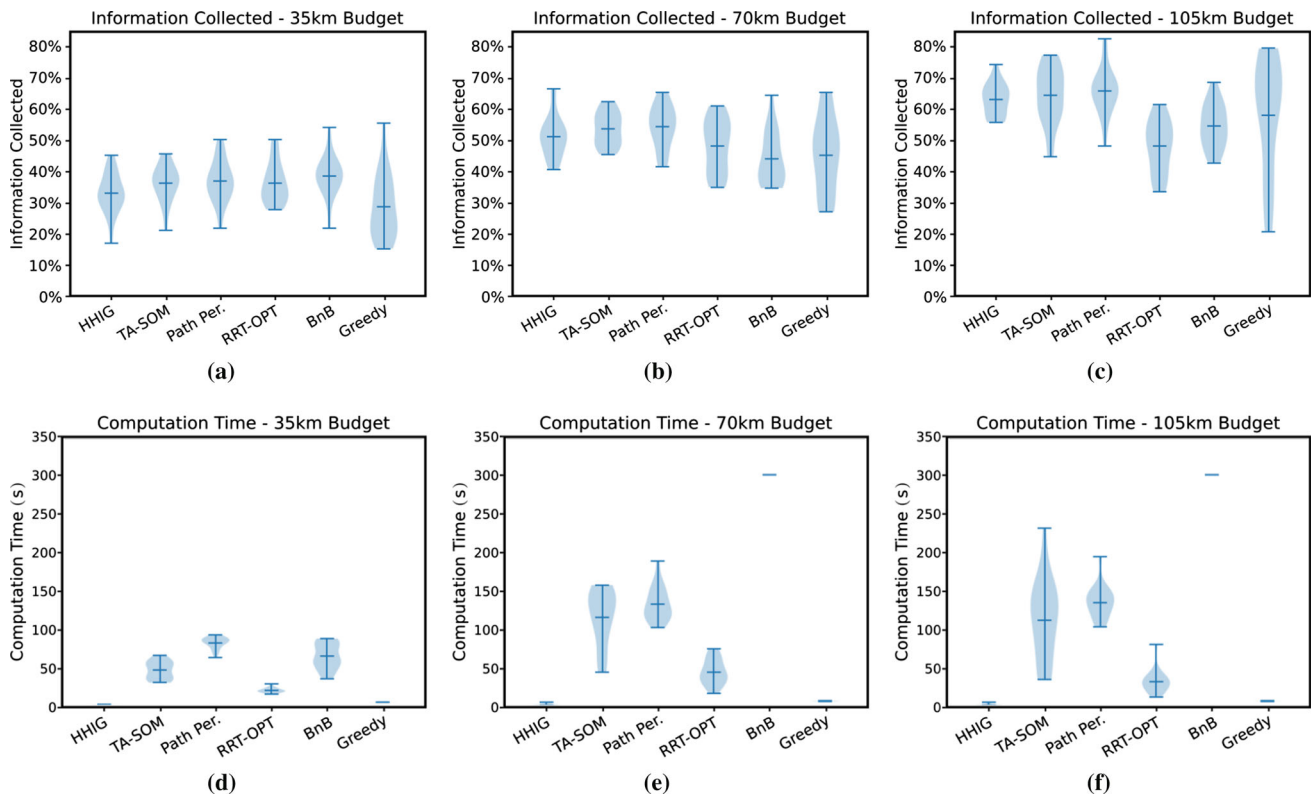 Information Collected - 35km Budget
Information Collected
80%
70%
60%
50%
40%
30%
20%
10%
0%
HHIG
TA-SOM
Path Per.
RRT-OPT
BnB
Greedy
(a)
Information Collected - 70km Budget
Information Collected
80%
70%
60%
50%
40%
30%
20%
10%
0%
HHIG
TA-SOM
Path Per.
RRT-OPT
BnB
Greedy
(b)
Information Collected - 105km Budget
Information Collected
80%
70%
60%
50%
40%
30%
20%
10%
0%
HHIG
TA-SOM
Path Per.
RRT-OPT
BnB
Greedy
(c)
Computation Time - 35km Budget
Computation Time (s)
350
300
250
200
150
100
50
0
HHIG
TA-SOM
Path Per.
RRT-OPT
BnB
Greedy
(d)
Computation Time - 70km Budget
Computation Time (s)
350
300
250
200
150
100
50
0
HHIG
TA-SOM
Path Per.
RRT-OPT
BnB
Greedy
(e)
Computation Time - 105km Budget
Computation Time (s)
350
300
250
200
150
100
50
0
HHIG
TA-SOM
Path Per.
RRT-OPT
BnB
Greedy
(f)